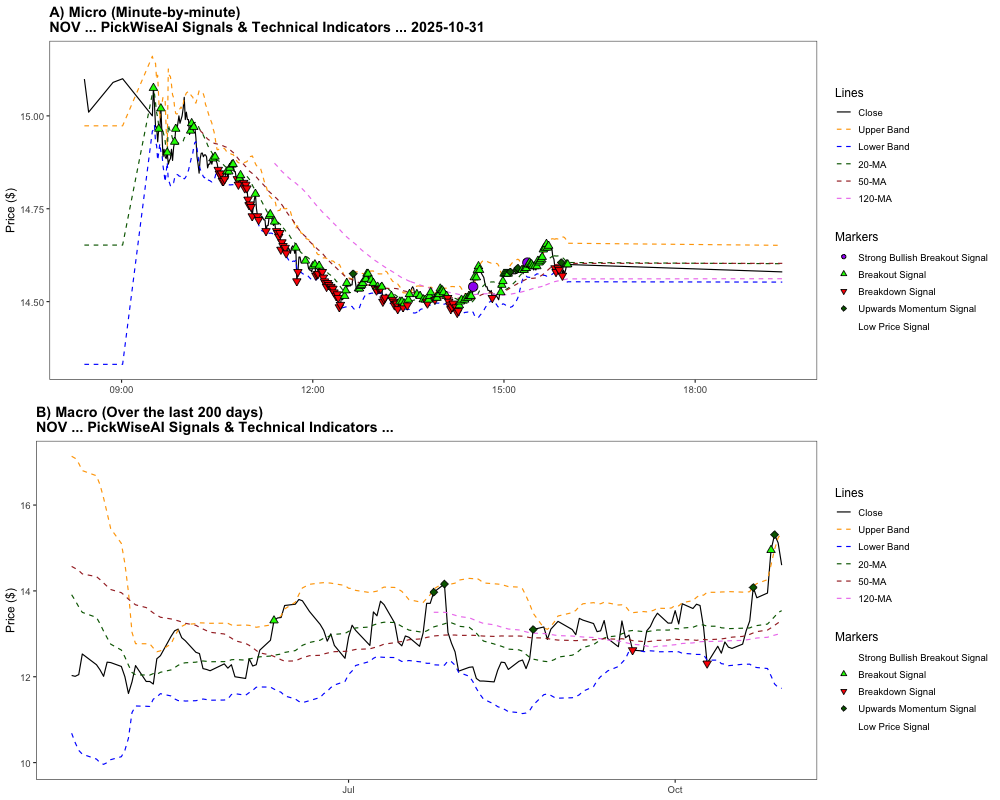 A) Micro (Minute-by-minute)
NOV ... PickWiseAI Signals & Technical Indicators ... 2025-10-31
Price ($)
15.00
14.75
14.50
09:00
12:00
15:00
18:00
Lines
Close
Upper Band
Lower Band
20-MA
50-MA
120-MA
Markers
Strong Bullish Breakout Signal
Breakout Signal
Breakdown Signal
Upwards Momentum Signal
Low Price Signal
B) Macro (Over the last 200 days)
NOV ... PickWiseAI Signals & Technical Indicators ...
Price ($)
16
14
12
10
Jul
Oct
Lines
Close
Upper Band
Lower Band
20-MA
50-MA
120-MA
Markers
Strong Bullish Breakout Signal
Breakout Signal
Breakdown Signal
Upwards Momentum Signal
Low Price Signal